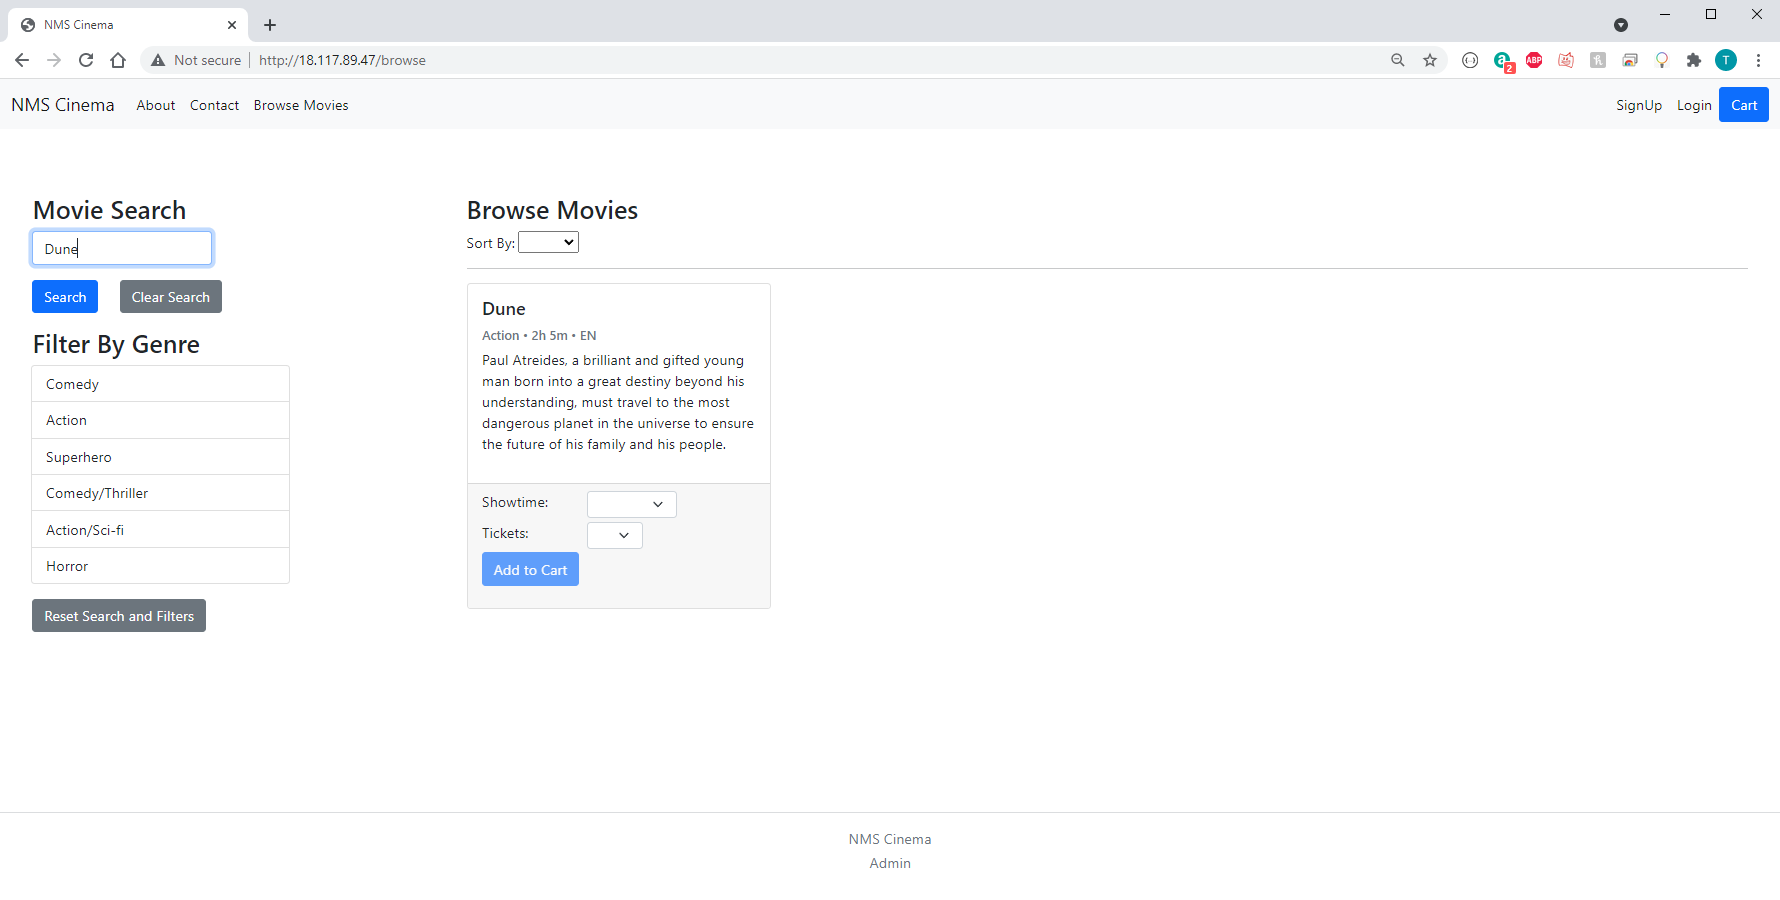 NMS Cinema
Not secure
http://18.117.89.47/browse
a
2
ABP
T
NMS Cinema
About
Contact
Browse Movies
SignUp
Login
Cart
Movie Search
Dune
Search
Clear Search
Filter By Genre
Comedy
Action
Superhero
Comedy/Thriller
Action/Sci-fi
Horror
Reset Search and Filters
Browse Movies
Sort By:
Dune
Action • 2h 5m • EN
Paul Atreides, a brilliant and gifted young
man born into a great destiny beyond his
understanding, must travel to the most
dangerous planet in the universe to ensure
the future of his family and his people.
Showtime:
Tickets:
Add to Cart
NMS Cinema
Admin